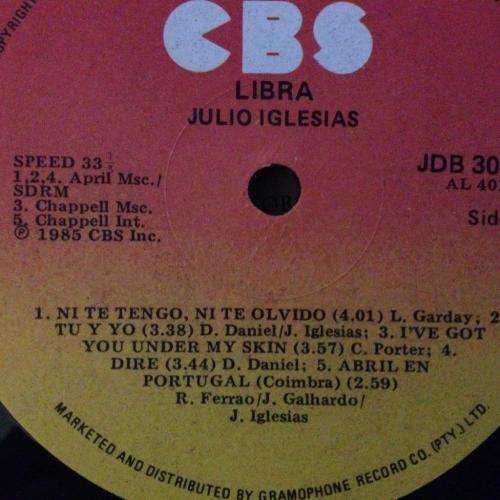 COPYRIGHT
CBS
LIBRA
JULIO IGLESIAS
SPEED 33 1/3
1,2,4. April Msc./
SDRM
3. Chappell Msc.
5. Chappell Int.
℗ 1985 CBS Inc.
JDB 30
AL 40
Sid
1. NI TE TENGO, NI TE OLVIDO (4.01) L. Garday; 2
TU Y YO (3.38) D. Daniel/J. Iglesias; 3. I'VE GOT
YOU UNDER MY SKIN (3.57) C. Porter; 4.
DIRE (3.44) D. Daniel; 5. ABRIL EN
PORTUGAL (Coimbra) (2.59)
R. Ferrao/J. Galhardo/
J. Iglesias
MARKETED AND DISTRIBUTED BY GRAMOPHONE RECORD CO. (PTY.) LTD.